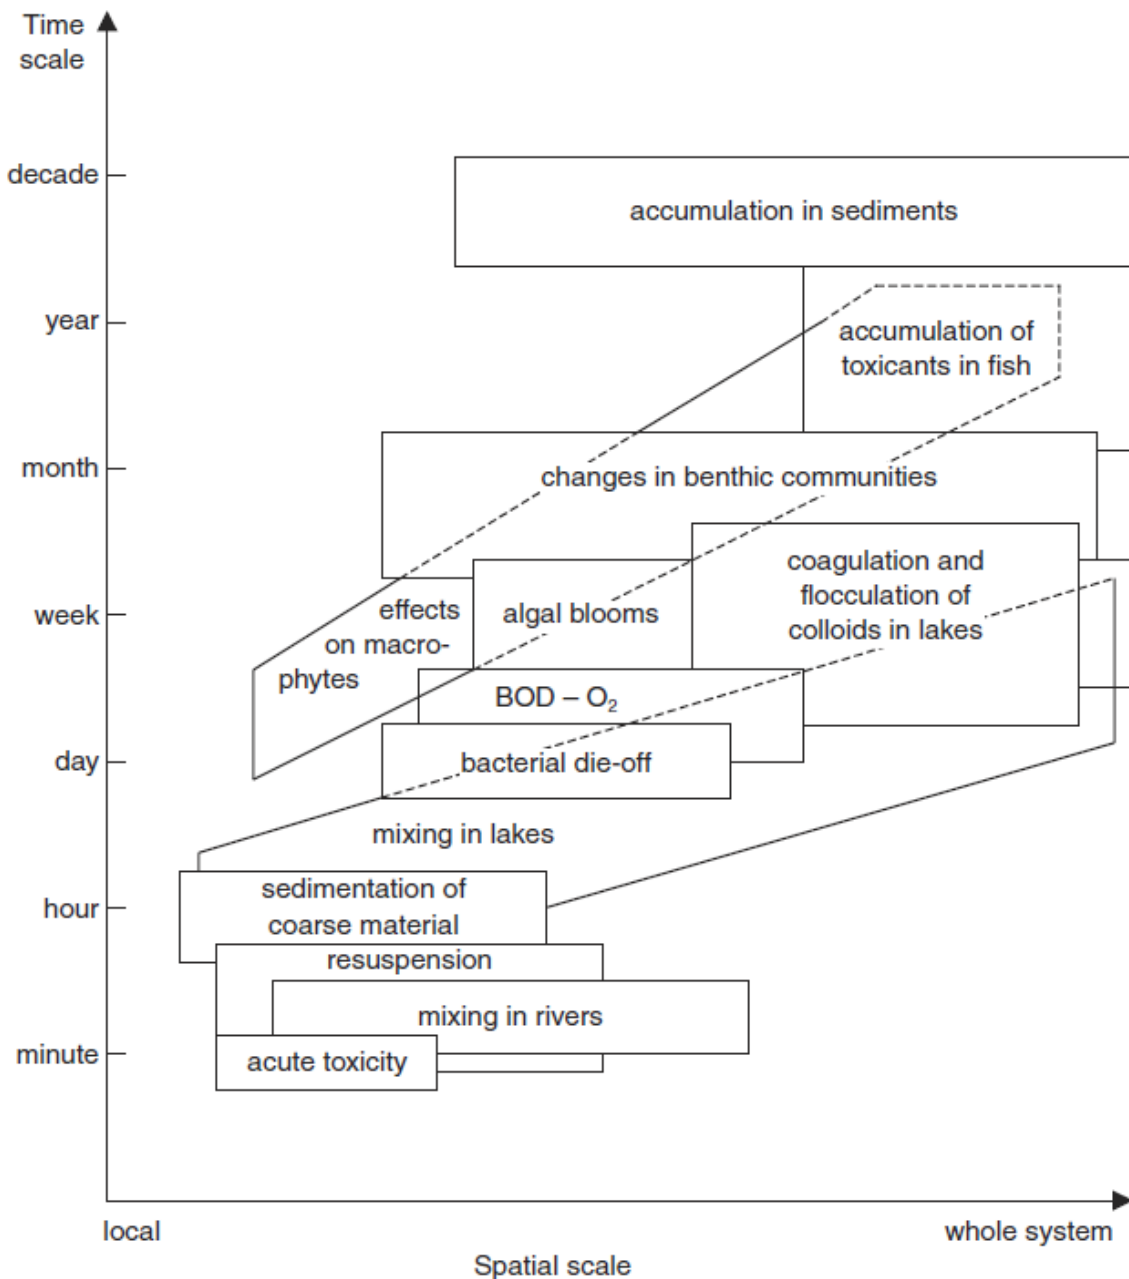 Time
scale
decade
accumulation in sediments
year
accumulation of
toxicants in fish
month
changes in benthic communities
coagulation and
flocculation of
colloids in lakes
week
effects
on macro-
phytes
algal blooms
BOD – O₂
day
bacterial die-off
mixing in lakes
hour
sedimentation of
coarse material
resuspension
mixing in rivers
minute
acute toxicity
local
whole system
Spatial scale